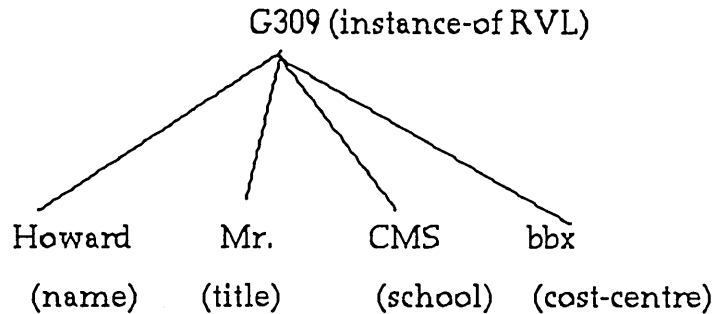 G309 (instance-of RVL)
Howard Mr. CMS bbx
(name) (title) (school) (cost-centre)